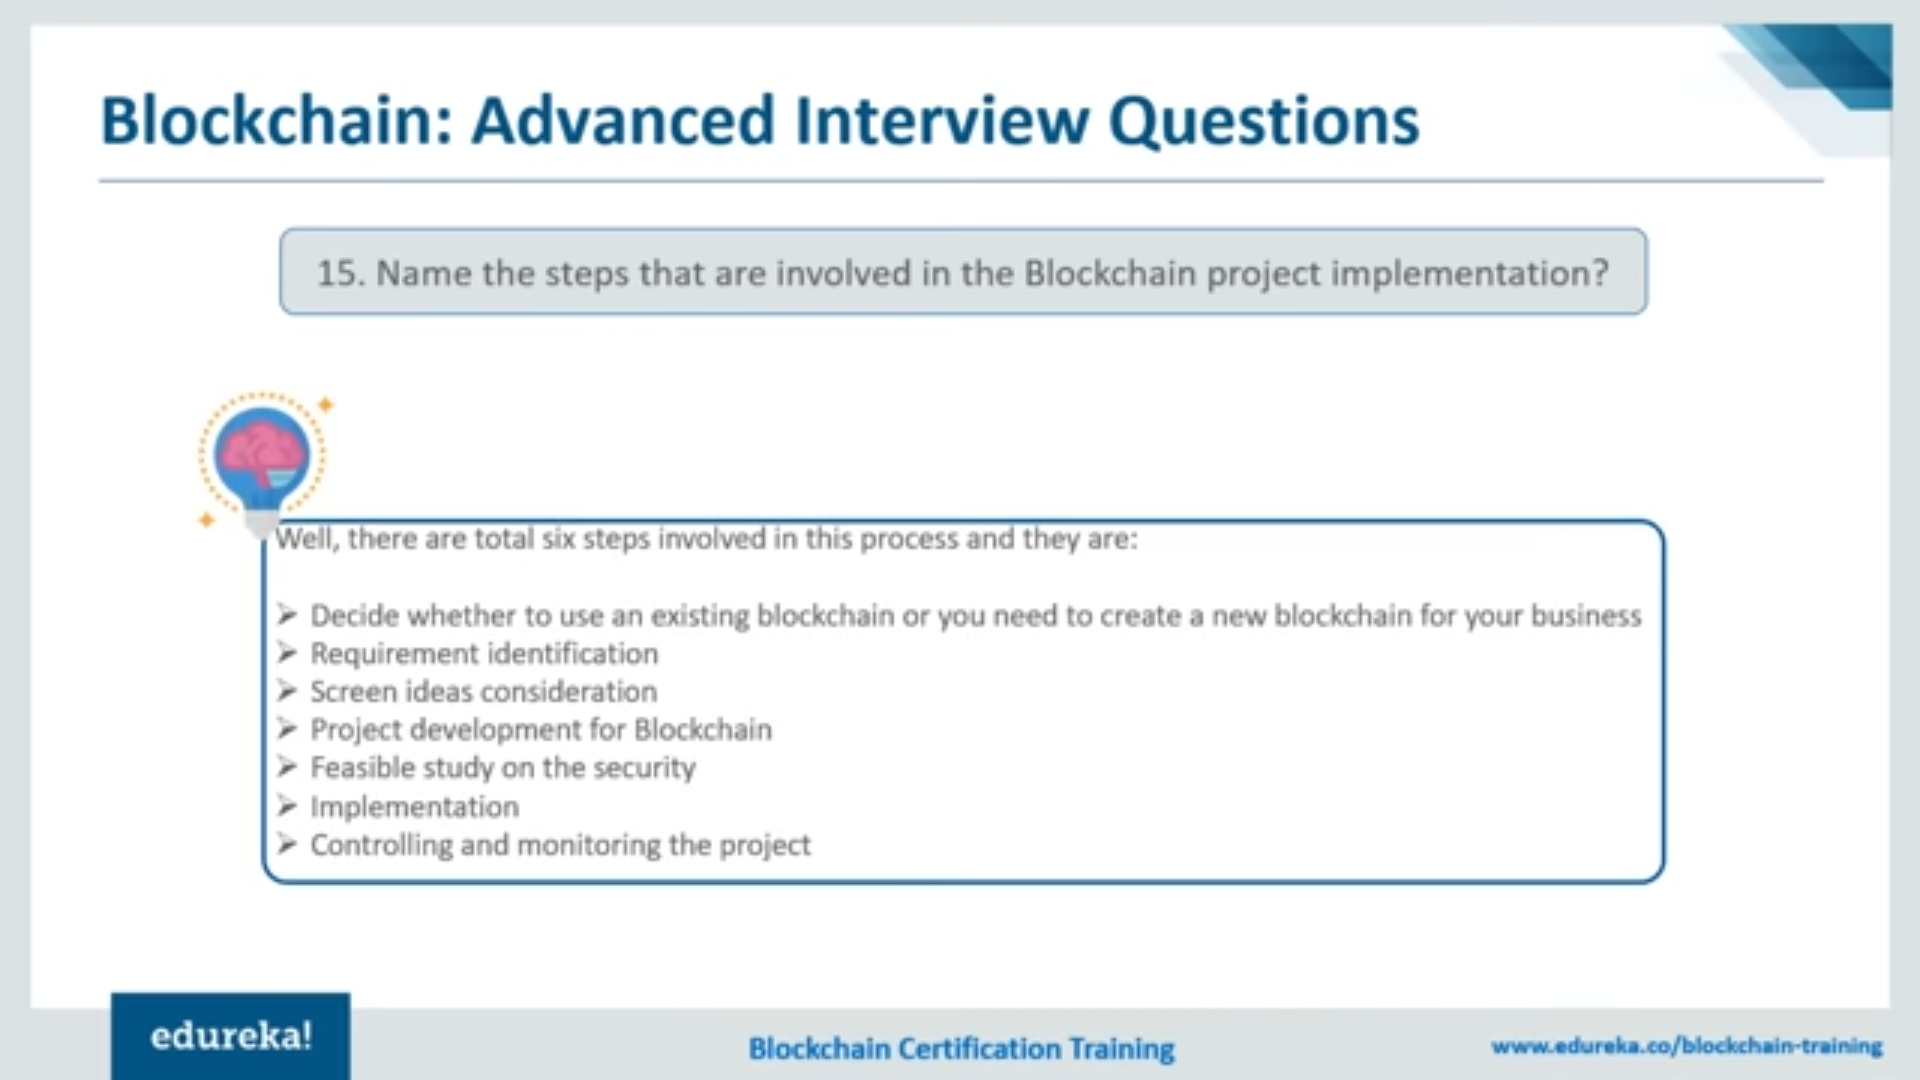 Blockchain: Advanced Interview Questions
15. Name the steps that are involved in the Blockchain project implementation?
Well, there are total six steps involved in this process and they are:
➢ Decide whether to use an existing blockchain or you need to create a new blockchain for your business
➢ Requirement identification
➢ Screen ideas consideration
➢ Project development for Blockchain
➢ Feasible study on the security
➢ Implementation
➢ Controlling and monitoring the project
edureka!
Blockchain Certification Training
www.edureka.co/blockchain-training